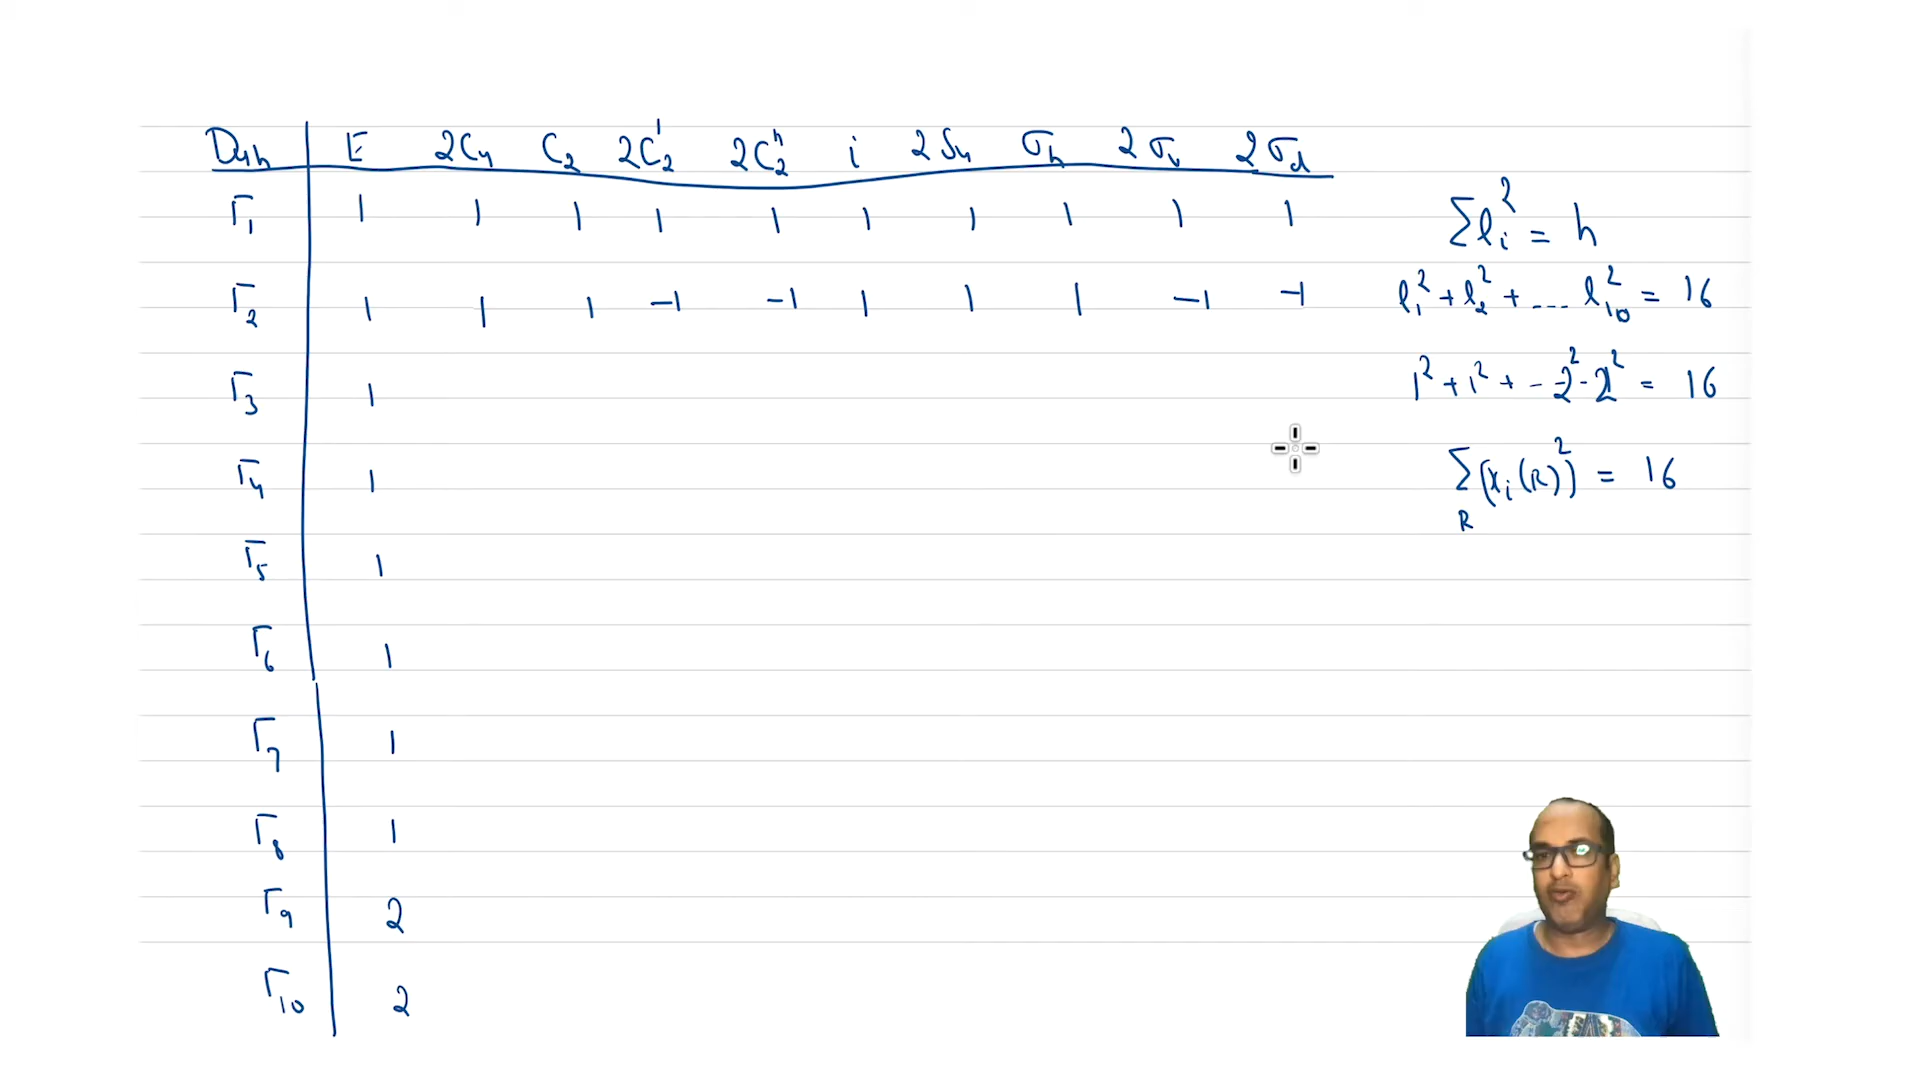 D4h E 2C4 C2 2C2' 2C2" i 2S4 σh 2σv 2σd
Γ1 1 1 1 1 1 1 1 1 1 1
Γ2 1 1 1 -1 -1 1 1 1 -1 -1
Γ3 1
Γ4 1
Γ5 1
Γ6 1
Γ7 1
Γ8 1
Γ9 2
Γ10 2
Σli² = h
l1² + l2² + .... l10² = 16
1² + 1² + - 2² - 2² = 16
Σ(χi(R)²) = 16
R